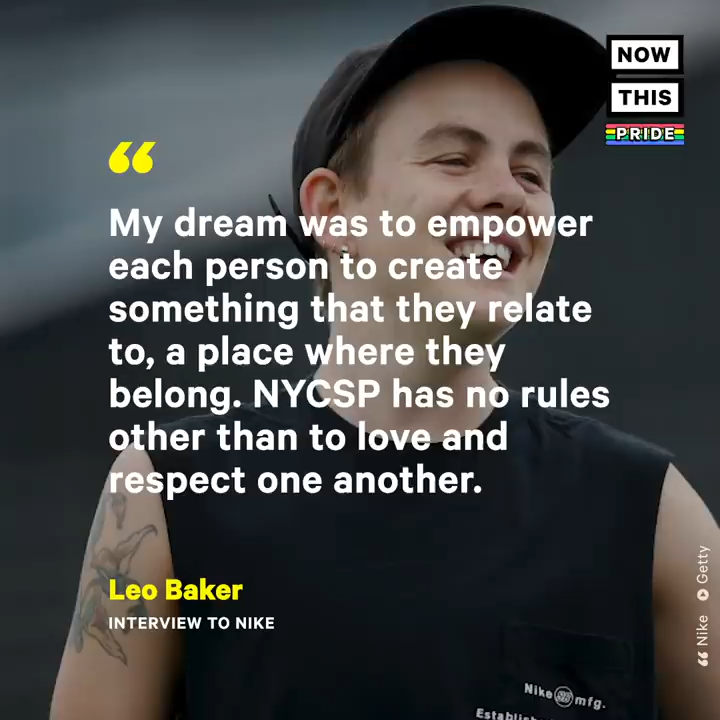 NOW
THIS
PRIDE
“
My dream was to empower
each person to create
something that they relate
to, a place where they
belong. NYCSP has no rules
other than to love and
respect one another.
Leo Baker
INTERVIEW TO NIKE
“ Nike Getty
Nike mfg.